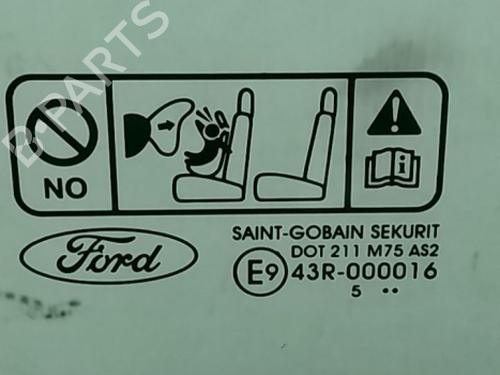 B-PARTS
NO
Ford
SAINT-GOBAIN SEKURIT
DOT 211 M75 AS2
E9 43R-000016
5 ••